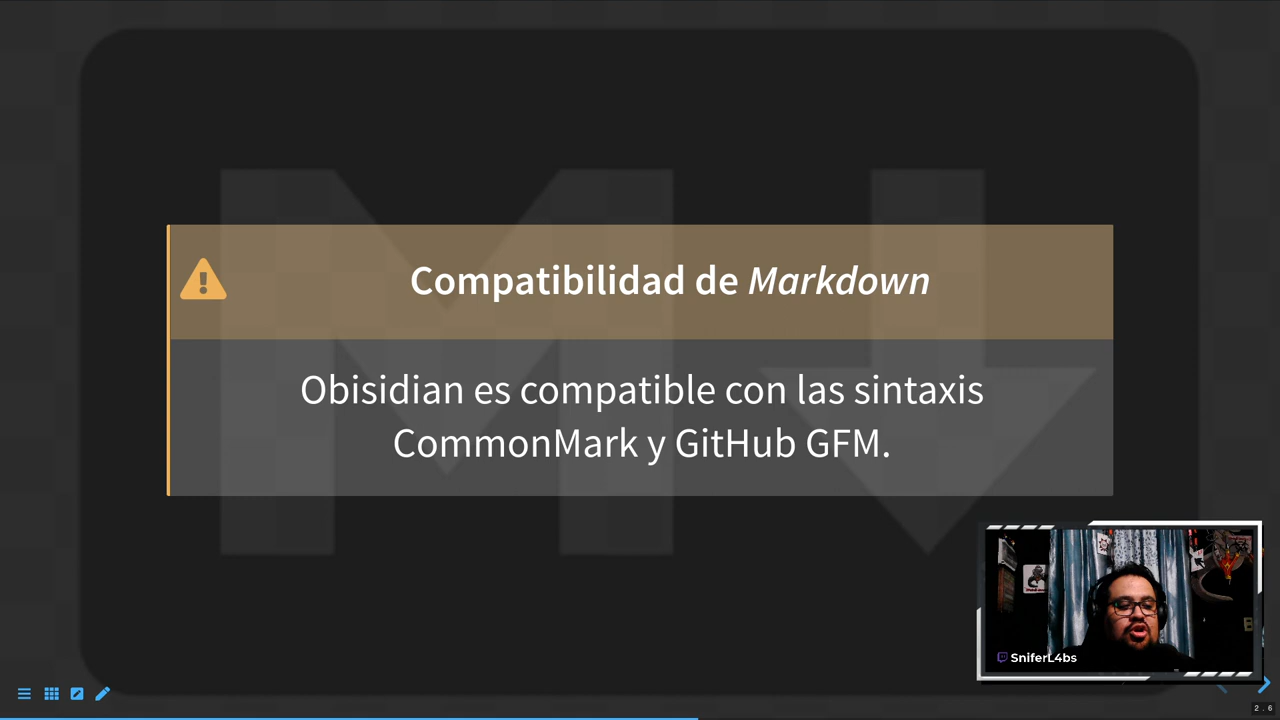 Compatibilidad de Markdown
Obisidian es compatible con las sintaxis
CommonMark y GitHub GFM.
SniferL4bs
2.6